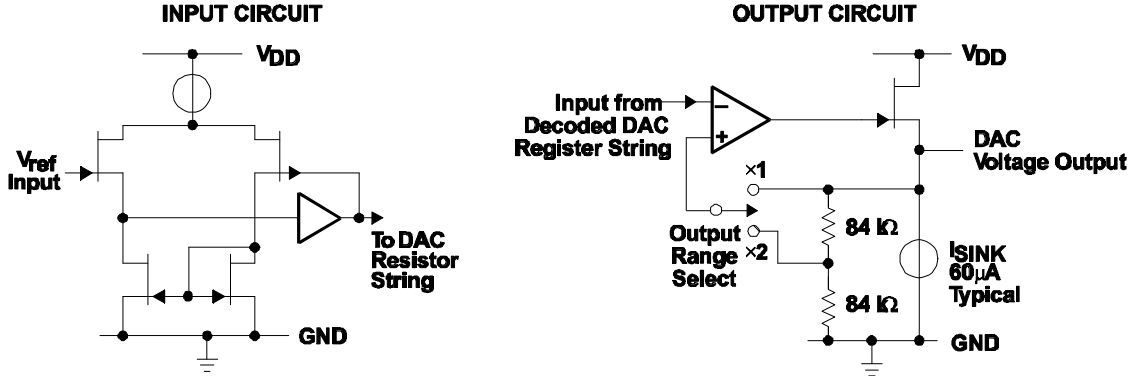 INPUT CIRCUIT
VDD
Vref
Input
To DAC
Resistor
String
GND
OUTPUT CIRCUIT
VDD
Input from
Decoded DAC
Register String
−
+
DAC
Voltage Output
×1
Output
Range
Select
×2
84 kΩ
84 kΩ
ISINK
60μA
Typical
GND